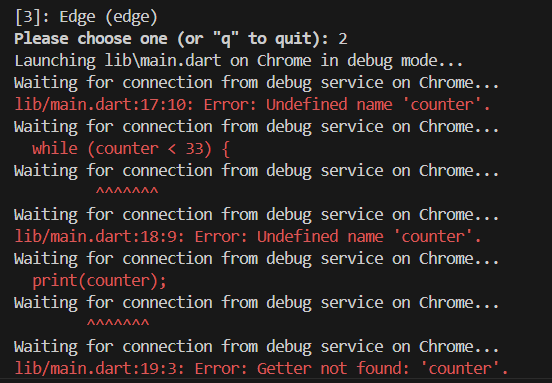 [3]: Edge (edge)
Please choose one (or "q" to quit): 2
Launching lib\main.dart on Chrome in debug mode...
Waiting for connection from debug service on Chrome...
lib/main.dart:17:10: Error: Undefined name 'counter'.
Waiting for connection from debug service on Chrome...
  while (counter < 33) {
Waiting for connection from debug service on Chrome...
         ^^^^^^^
Waiting for connection from debug service on Chrome...
lib/main.dart:18:9: Error: Undefined name 'counter'.
Waiting for connection from debug service on Chrome...
  print(counter);
Waiting for connection from debug service on Chrome...
        ^^^^^^^
Waiting for connection from debug service on Chrome...
lib/main.dart:19:3: Error: Getter not found: 'counter'.